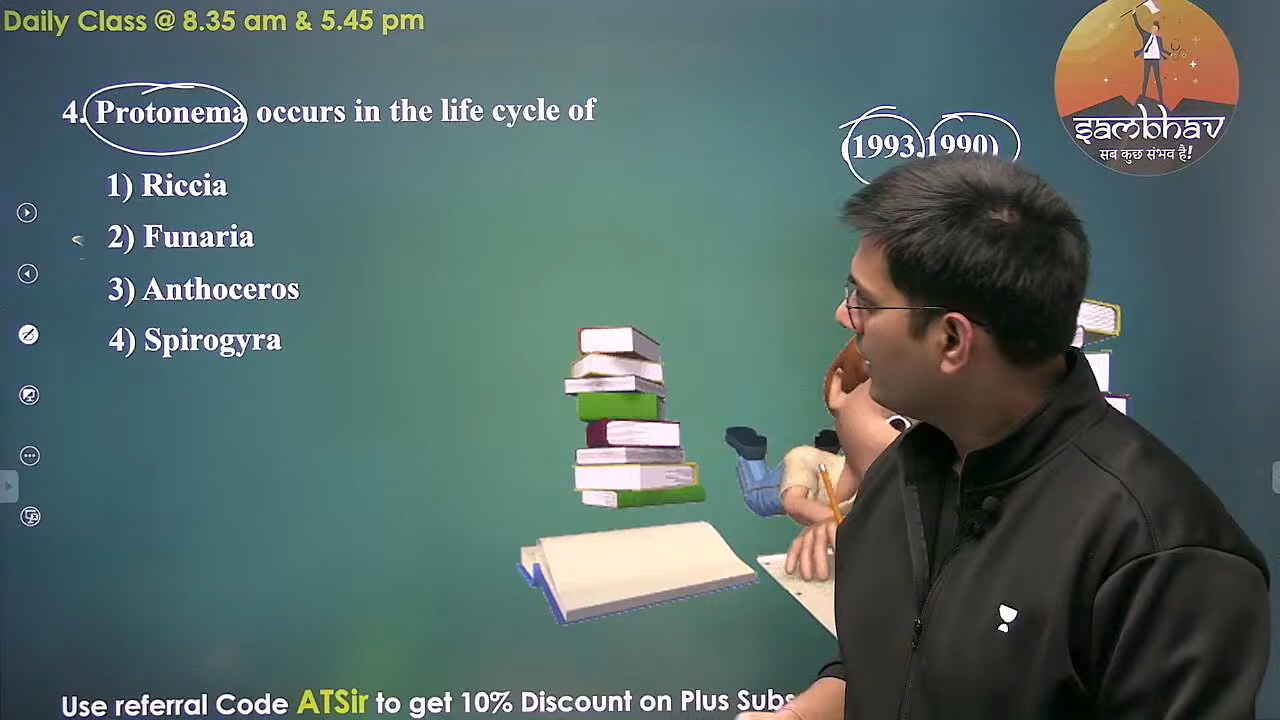 Daily Class @ 8.35 am & 5.45 pm
4. Protonema occurs in the life cycle of
(1993, 1990)
1) Riccia
2) Funaria
3) Anthoceros
4) Spirogyra
sambhav
सब कुछ संभव है!
Use referral Code ATSir to get 10% Discount on Plus Subs